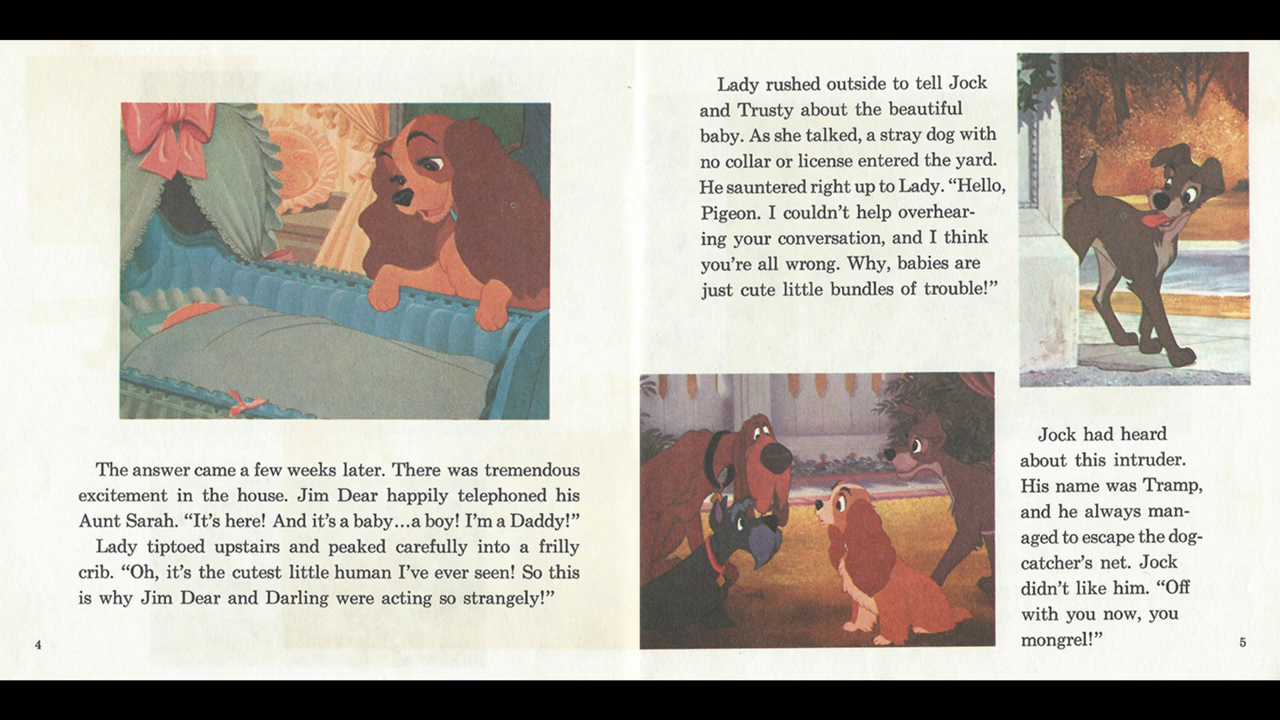 The answer came a few weeks later. There was tremendous
excitement in the house. Jim Dear happily telephoned his
Aunt Sarah. “It’s here! And it’s a baby...a boy! I’m a Daddy!”
Lady tiptoed upstairs and peaked carefully into a frilly
crib. “Oh, it’s the cutest little human I’ve ever seen! So this
is why Jim Dear and Darling were acting so strangely!”
4
Lady rushed outside to tell Jock
and Trusty about the beautiful
baby. As she talked, a stray dog with
no collar or license entered the yard.
He sauntered right up to Lady. “Hello,
Pigeon. I couldn’t help overhear-
ing your conversation, and I think
you’re all wrong. Why, babies are
just cute little bundles of trouble!”
Jock had heard
about this intruder.
His name was Tramp,
and he always man-
aged to escape the dog-
catcher’s net. Jock
didn’t like him. “Off
with you now, you
mongrel!”
5